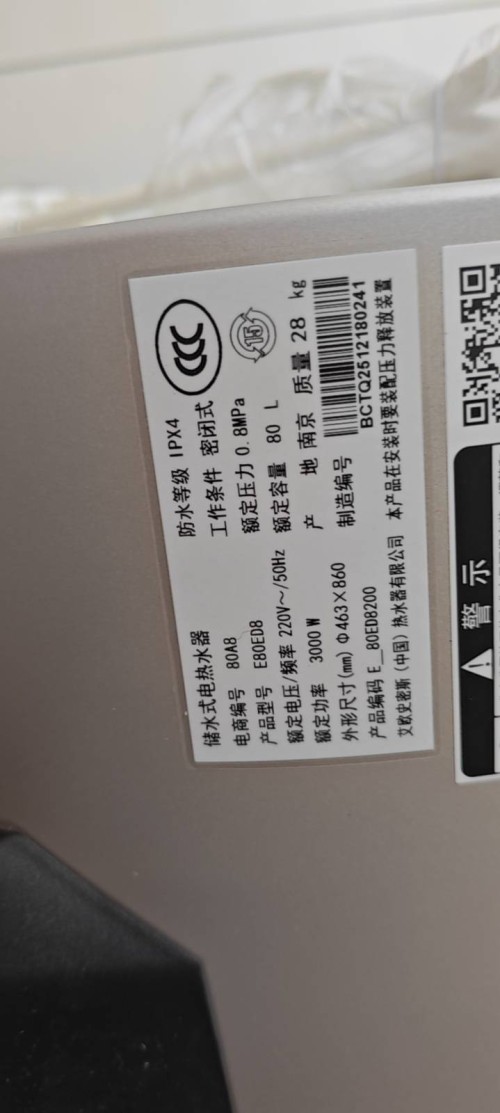 储水式电热水器
电商编号 80A8
产品型号 E80ED8
额定电压/频率 220V～/50Hz
额定功率 3000 W
外形尺寸(mm) Φ463×860
产品编码 E_80ED8200
艾欧史密斯(中国)热水器有限公司
防水等级 IPX4
工作条件 密闭式
额定压力 0.8MPa
额定容量 80 L
产 地 南京 质量 28 kg
制造编号
BCTQ2512180241
本产品在安装时要装配压力释放装置
CCC
15
警示